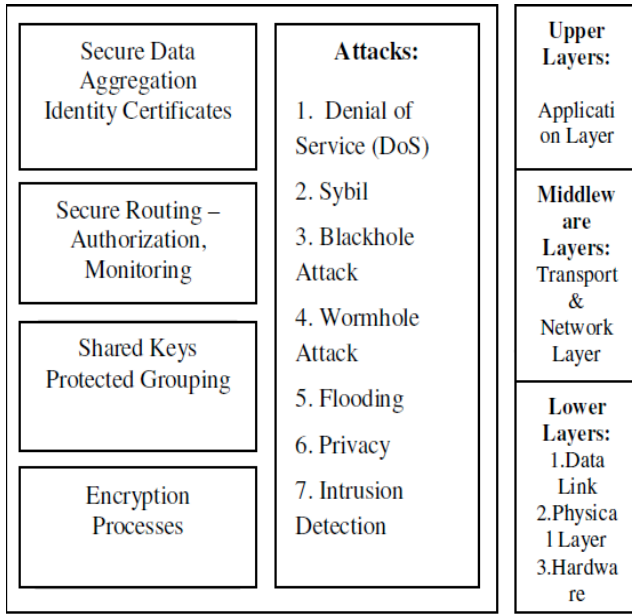 Secure Data
Aggregation
Identity Certificates
Secure Routing –
Authorization,
Monitoring
Shared Keys
Protected Grouping
Encryption
Processes
Attacks:
1. Denial of
Service (DoS)
2. Sybil
3. Blackhole
Attack
4. Wormhole
Attack
5. Flooding
6. Privacy
7. Intrusion
Detection
Upper
Layers:
Applicati
on Layer
Middlew
are
Layers:
Transport
&
Network
Layer
Lower
Layers:
1.Data
Link
2.Physica
l Layer
3.Hardwa
re